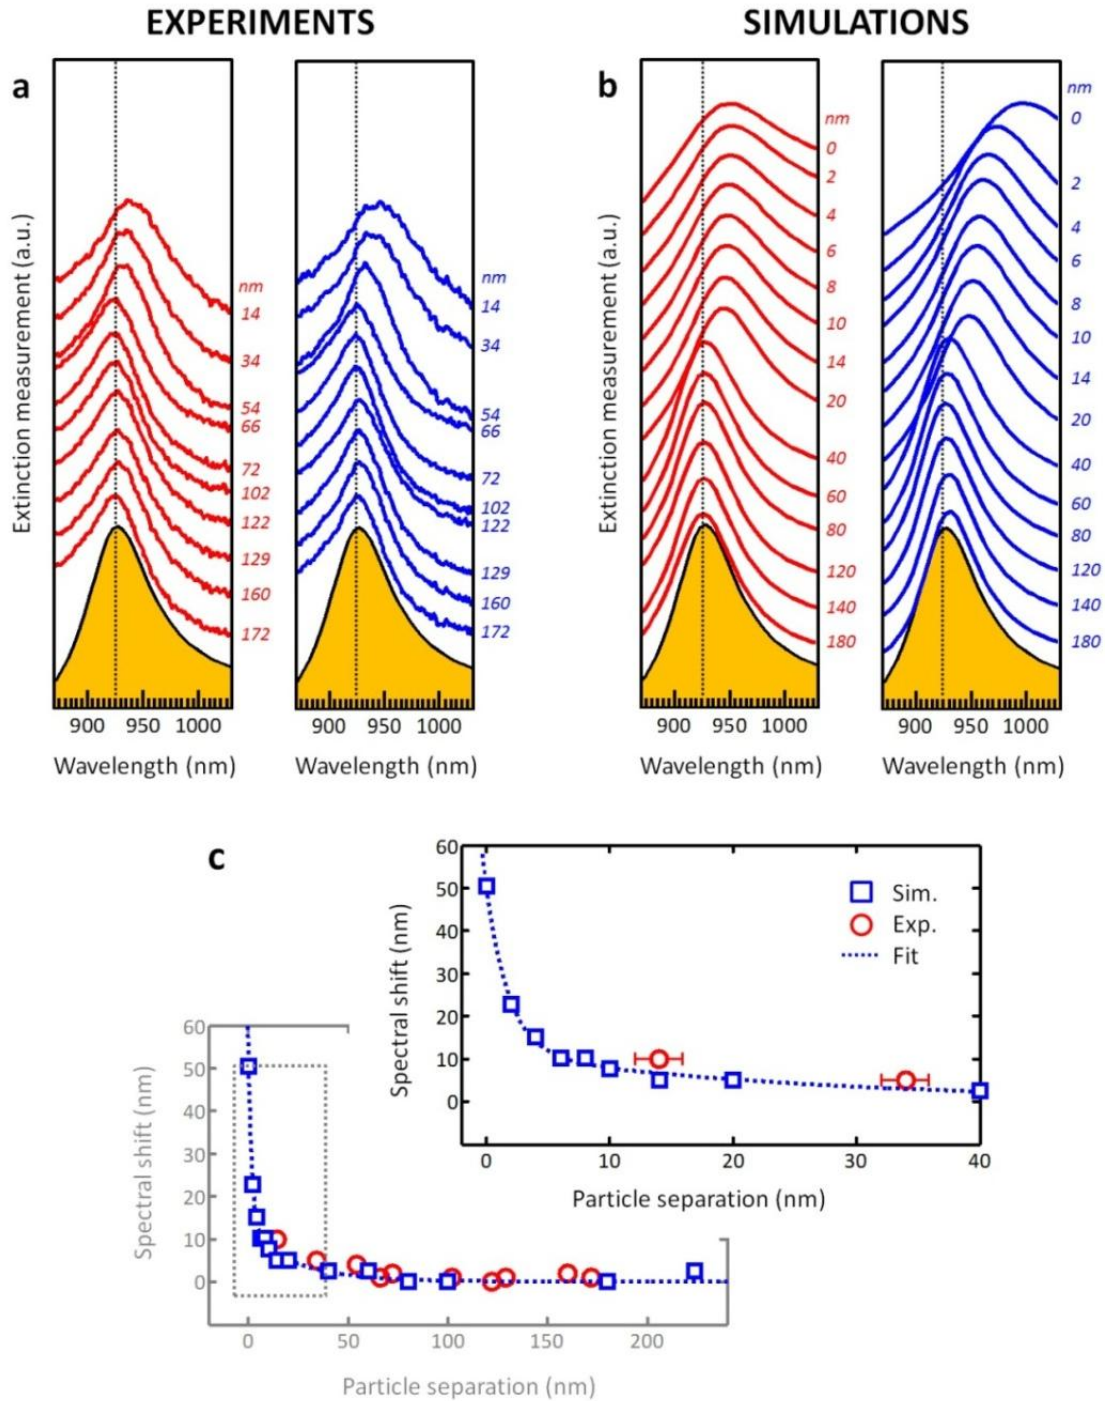 EXPERIMENTS
SIMULATIONS
a
Extinction measurement (a.u.)
nm
14
34
54
66
72
102
122
129
160
172
900 950 1000
Wavelength (nm)
nm
14
34
54
66
72
102
122
129
160
172
900 950 1000
Wavelength (nm)
b
Extinction measurement (a.u.)
nm
0
2
4
6
8
10
14
20
40
60
80
120
140
180
900 950 1000
Wavelength (nm)
nm
0
2
4
6
8
10
14
20
40
60
80
120
140
180
900 950 1000
Wavelength (nm)
c
Spectral shift (nm)
60
50
40
30
20
10
0
Sim.
Exp.
Fit
0 10 20 30 40
Particle separation (nm)
Spectral shift (nm)
60
50
40
30
20
10
0
0 50 100 150 200
Particle separation (nm)